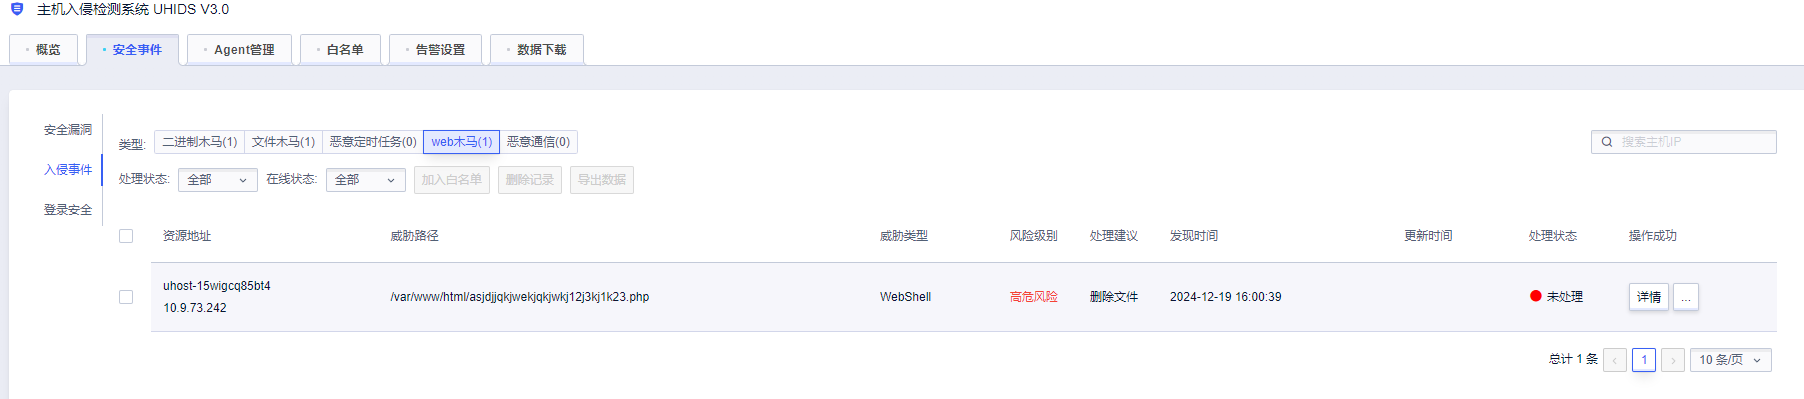 主机入侵检测系统 UHIDS V3.0
概览 安全事件 Agent管理 白名单 告警设置 数据下载
安全漏洞
入侵事件
登录安全
类型: 二进制木马(1) 文件木马(1) 恶意定时任务(0) web木马(1) 恶意通信(0) 搜索主机IP
处理状态: 全部 在线状态: 全部 加入白名单 删除记录 导出数据
资源地址 威胁路径 威胁类型 风险级别 处理建议 发现时间 更新时间 处理状态 操作成功
uhost-15wigcq85bt4
10.9.73.242
/var/www/html/asjdjjqkjwekjqkjwkj12j3kj1k23.php WebShell 高危风险 删除文件 2024-12-19 16:00:39 未处理 详情 ...
总计 1 条 ‹ 1 › 10 条/页